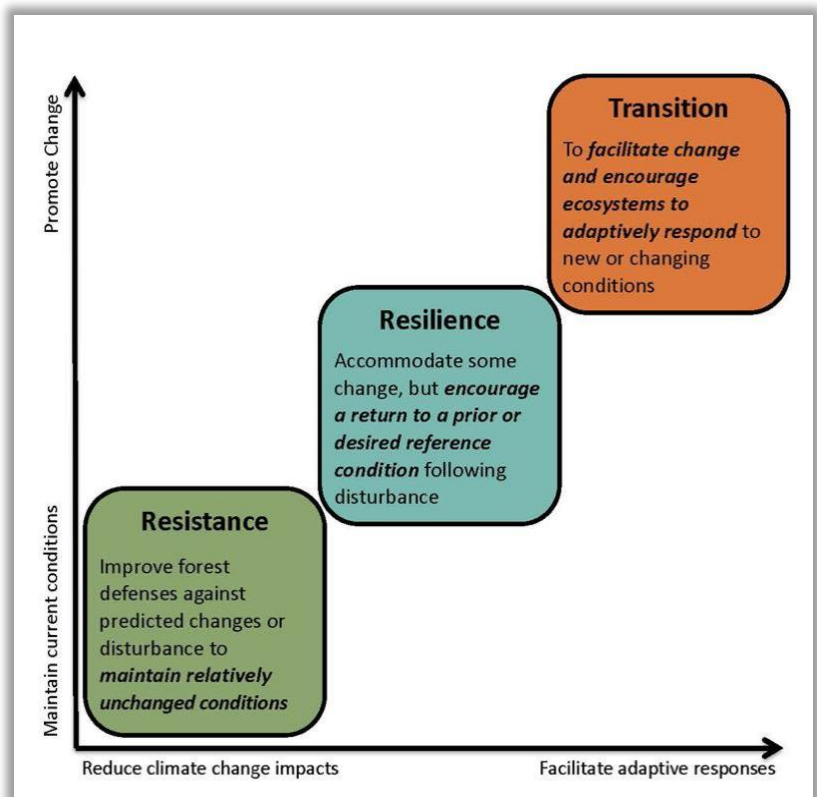 Promote Change
Maintain current conditions
Transition
To facilitate change
and encourage
ecosystems to
adaptively respond to
new or changing
conditions
Resilience
Accommodate some
change, but encourage
a return to a prior or
desired reference
condition following
disturbance
Resistance
Improve forest
defenses against
predicted changes or
disturbance to
maintain relatively
unchanged conditions
Reduce climate change impacts
Facilitate adaptive responses